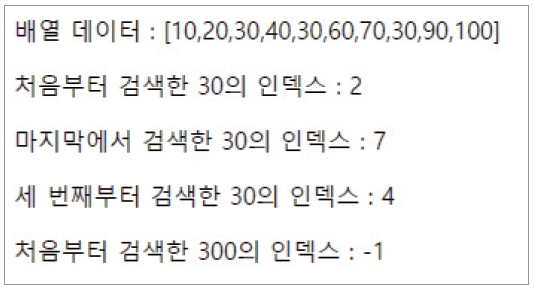 배열 데이터 : [10,20,30,40,30,60,70,30,90,100]
처음부터 검색한 30의 인덱스 : 2
마지막에서 검색한 30의 인덱스 : 7
세 번째부터 검색한 30의 인덱스 : 4
처음부터 검색한 300의 인덱스 : -1